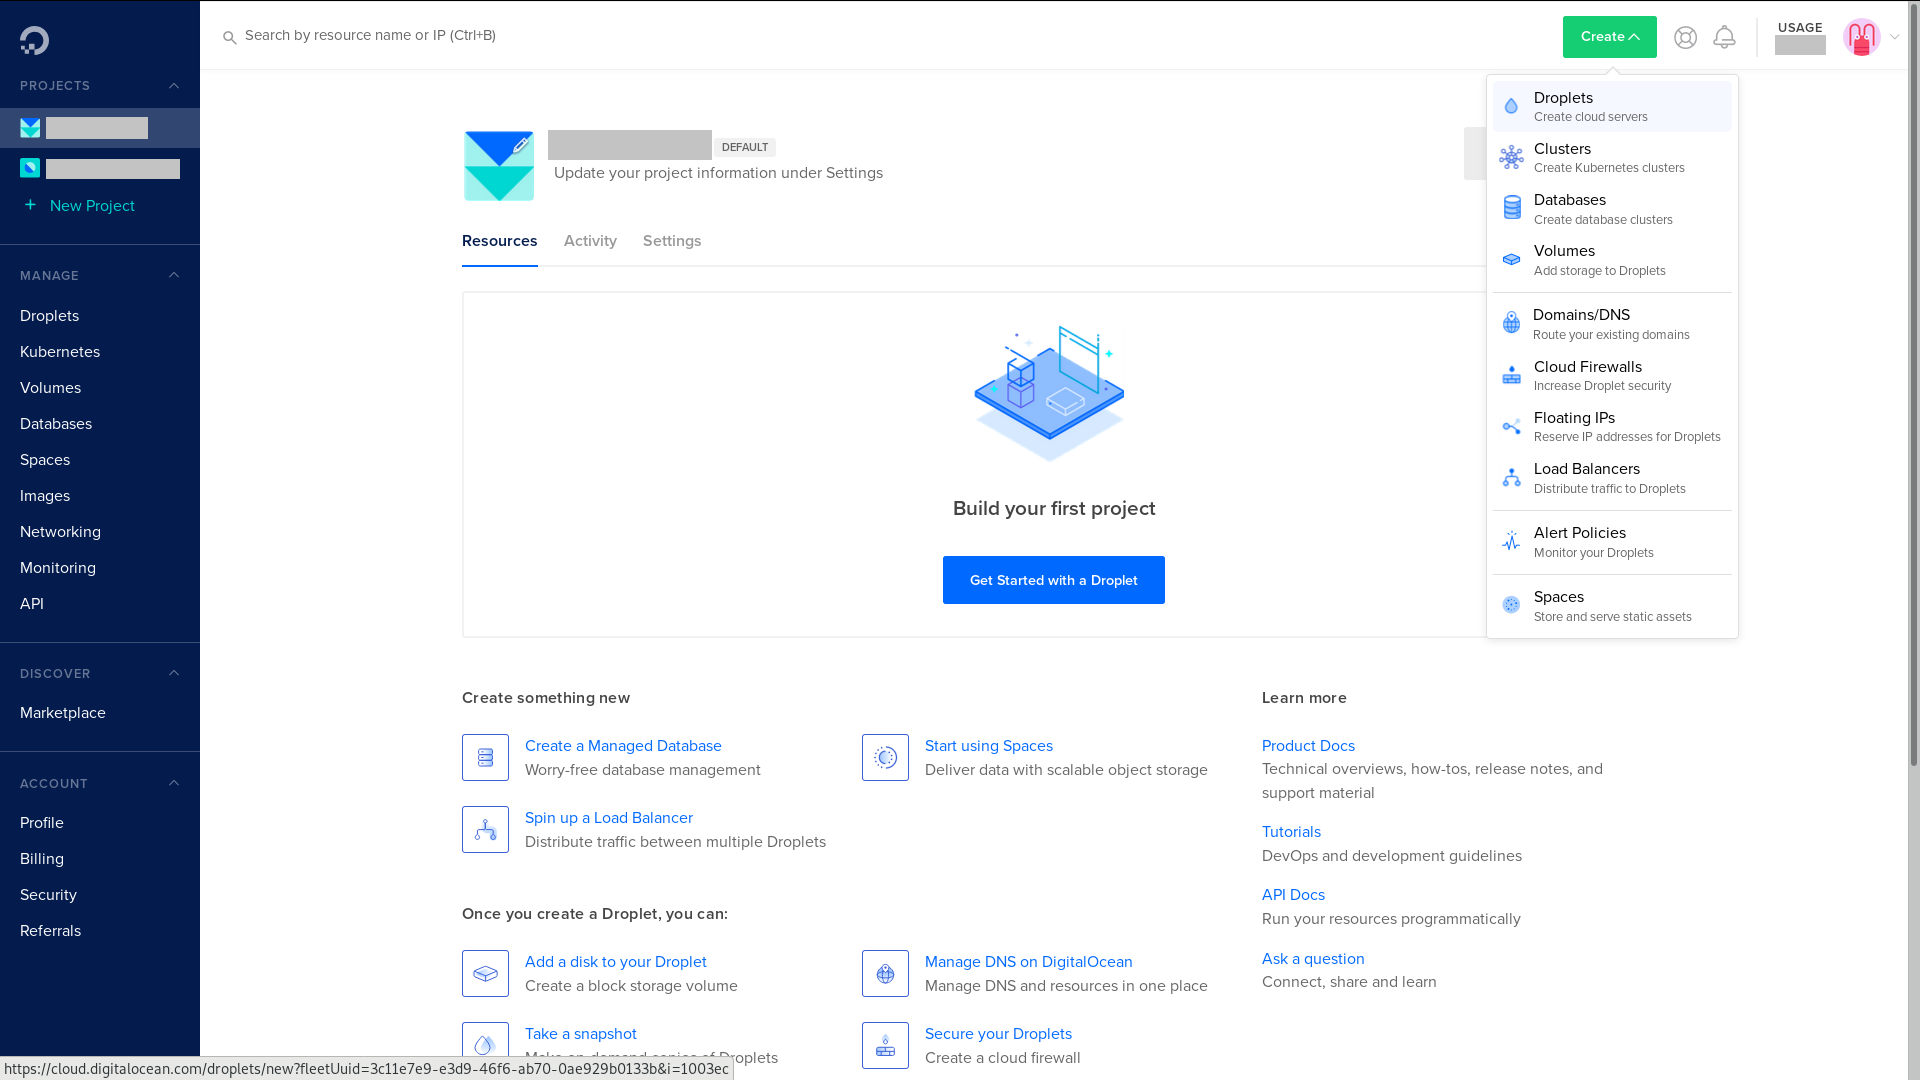 Search by resource name or IP (Ctrl+B)
Create
USAGE
PROJECTS
New Project
MANAGE
Droplets
Kubernetes
Volumes
Databases
Spaces
Images
Networking
Monitoring
API
DISCOVER
Marketplace
ACCOUNT
Profile
Billing
Security
Referrals
DEFAULT
Update your project information under Settings
Resources
Activity
Settings
Build your first project
Get Started with a Droplet
Droplets
Create cloud servers
Clusters
Create Kubernetes clusters
Databases
Create database clusters
Volumes
Add storage to Droplets
Domains/DNS
Route your existing domains
Cloud Firewalls
Increase Droplet security
Floating IPs
Reserve IP addresses for Droplets
Load Balancers
Distribute traffic to Droplets
Alert Policies
Monitor your Droplets
Spaces
Store and serve static assets
Create something new
Create a Managed Database
Worry-free database management
Start using Spaces
Deliver data with scalable object storage
Spin up a Load Balancer
Distribute traffic between multiple Droplets
Once you create a Droplet, you can:
Add a disk to your Droplet
Create a block storage volume
Manage DNS on DigitalOcean
Manage DNS and resources in one place
Take a snapshot
Make on-demand copies of Droplets
Secure your Droplets
Create a cloud firewall
Learn more
Product Docs
Technical overviews, how-tos, release notes, and
support material
Tutorials
DevOps and development guidelines
API Docs
Run your resources programmatically
Ask a question
Connect, share and learn
https://cloud.digitalocean.com/droplets/new?fleetUuid=3c11e7e9-e3d9-46f6-ab70-0ae929b0133b&i=1003ec